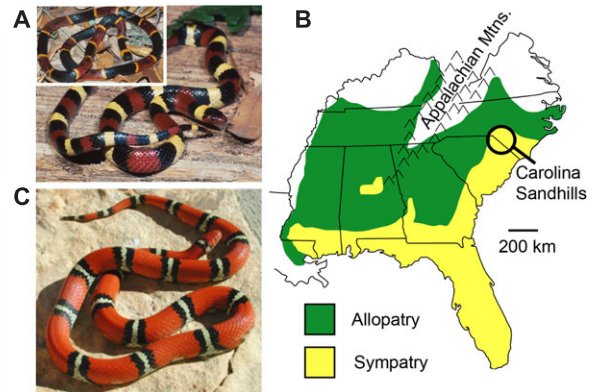 A
B
Appalachian Mtns.
Carolina
Sandhills
C
200 km
Allopatry
Sympatry